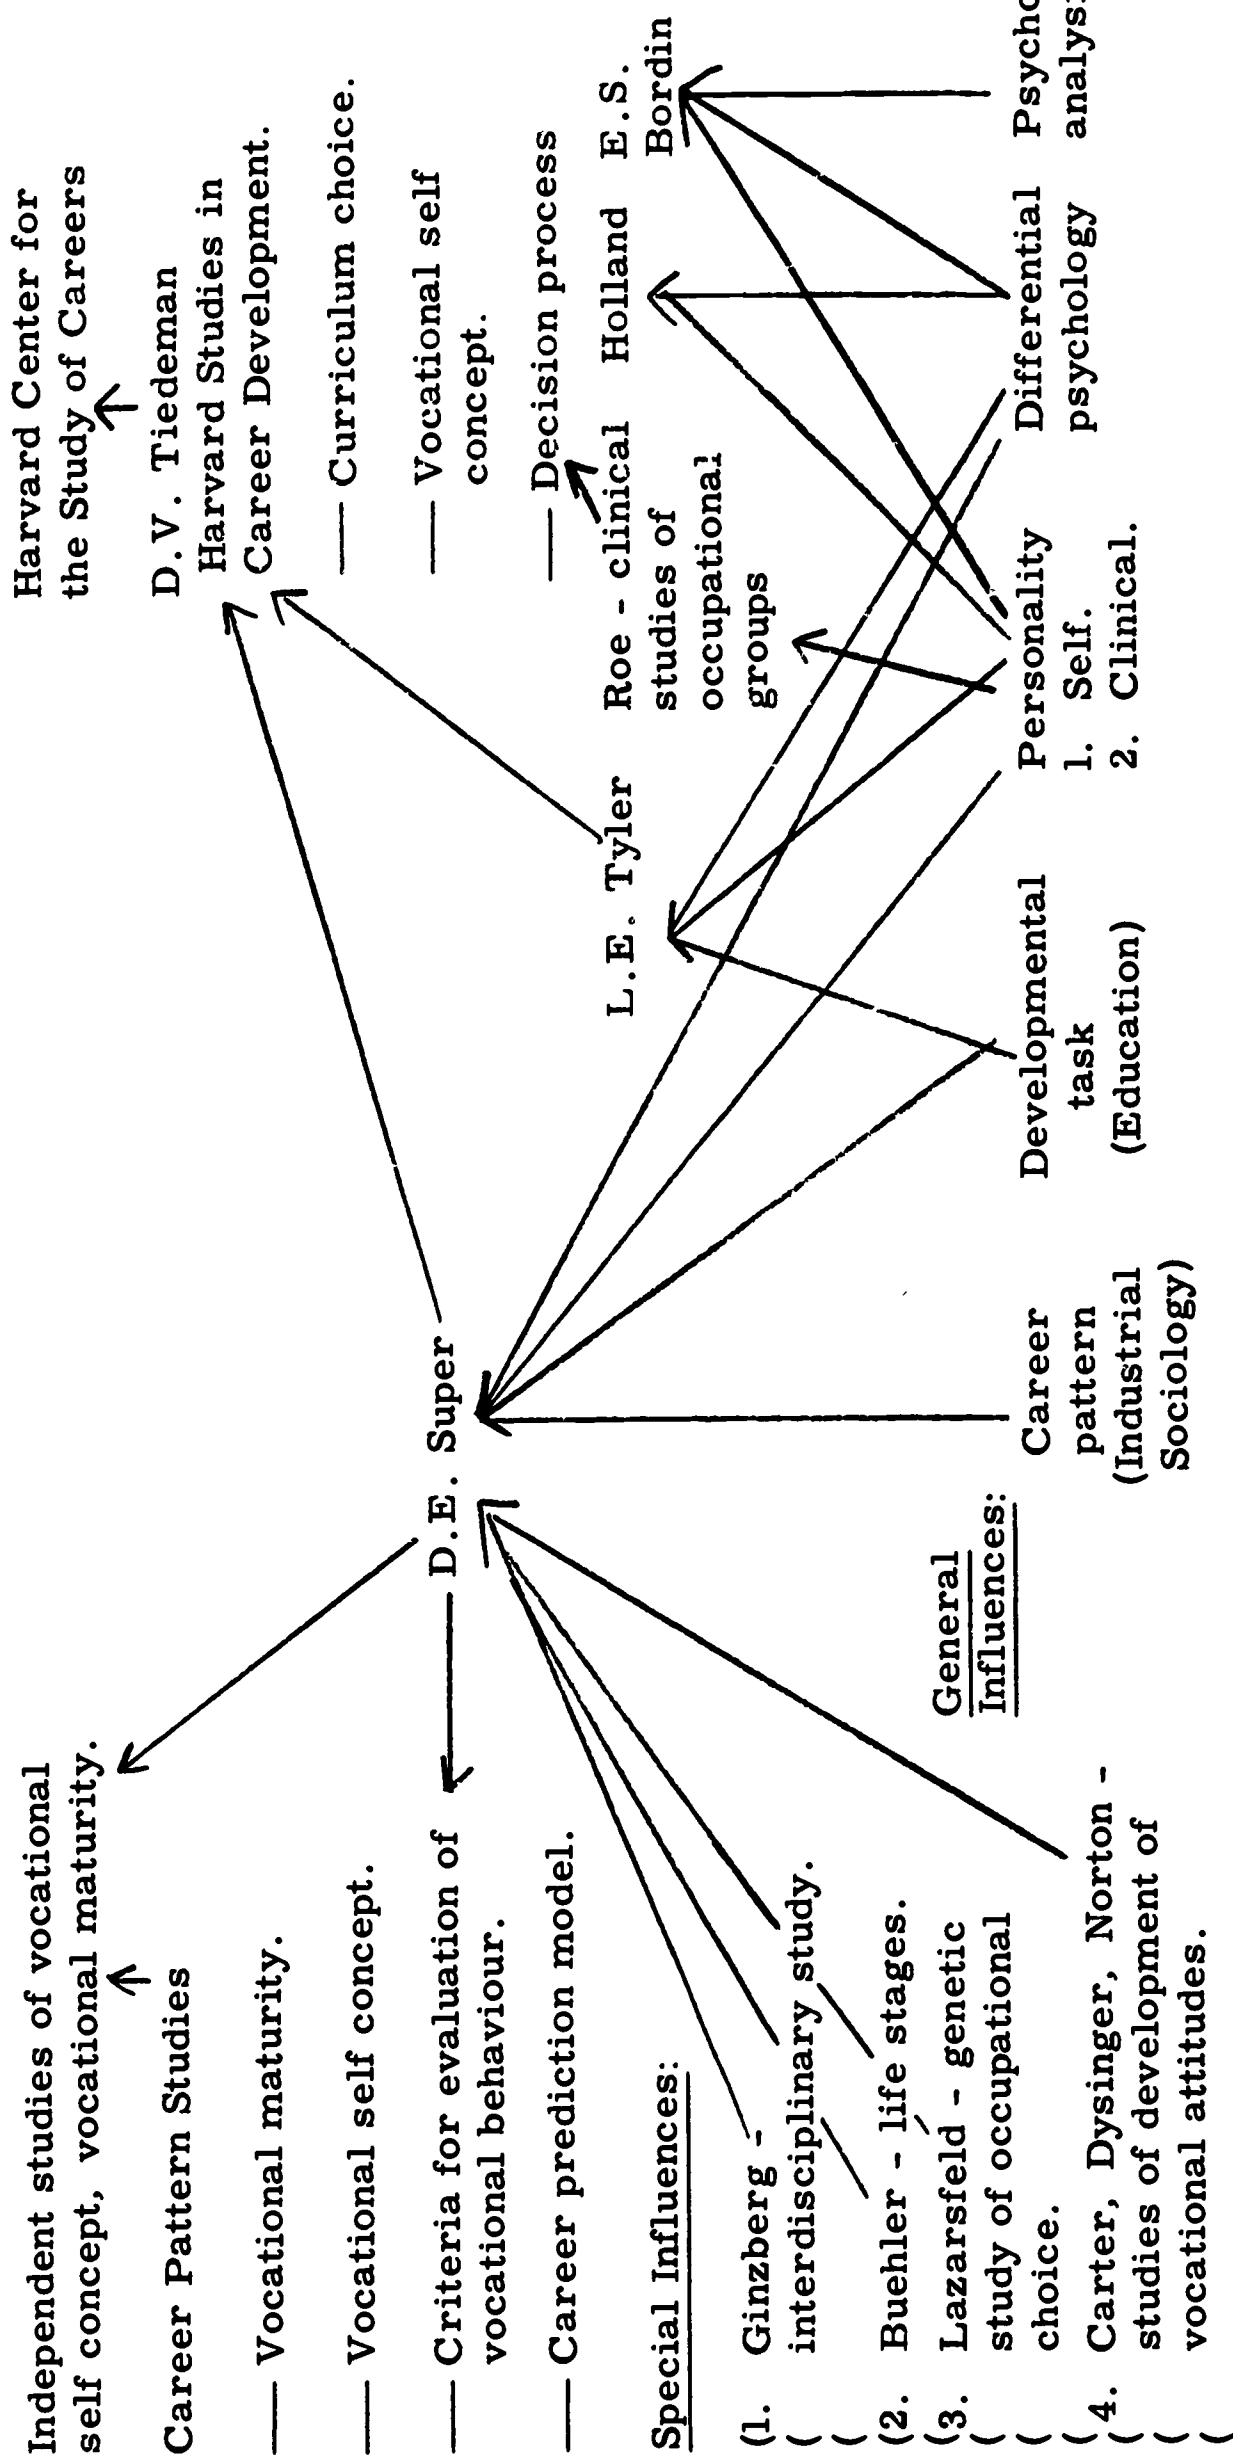 Independent studies of vocational
self concept, vocational maturity.
Career Pattern Studies
— Vocational maturity.
— Vocational self concept.
— Criteria for evaluation of
vocational behaviour.
— Career prediction model.
Special Influences:
(1. Ginzberg -
( interdisciplinary study.
(
(2. Buehler - life stages.
(3. Lazarsfeld - genetic
( study of occupational
( choice.
( 4. Carter, Dysinger, Norton -
( studies of development of
( vocational attitudes.
(
D.E. Super
General
Influences:
Career
pattern
(Industrial
Sociology)
Developmental
task
(Education)
Personality
1. Self.
2. Clinical.
Differential
psychology
Psycho
analys
L.E. Tyler
Roe - clinical
studies of
occupational
groups
Holland
E.S.
Bordin
Harvard Center for
the Study of Careers
D.V. Tiedeman
Harvard Studies in
Career Development.
— Curriculum choice.
— Vocational self
concept.
— Decision process